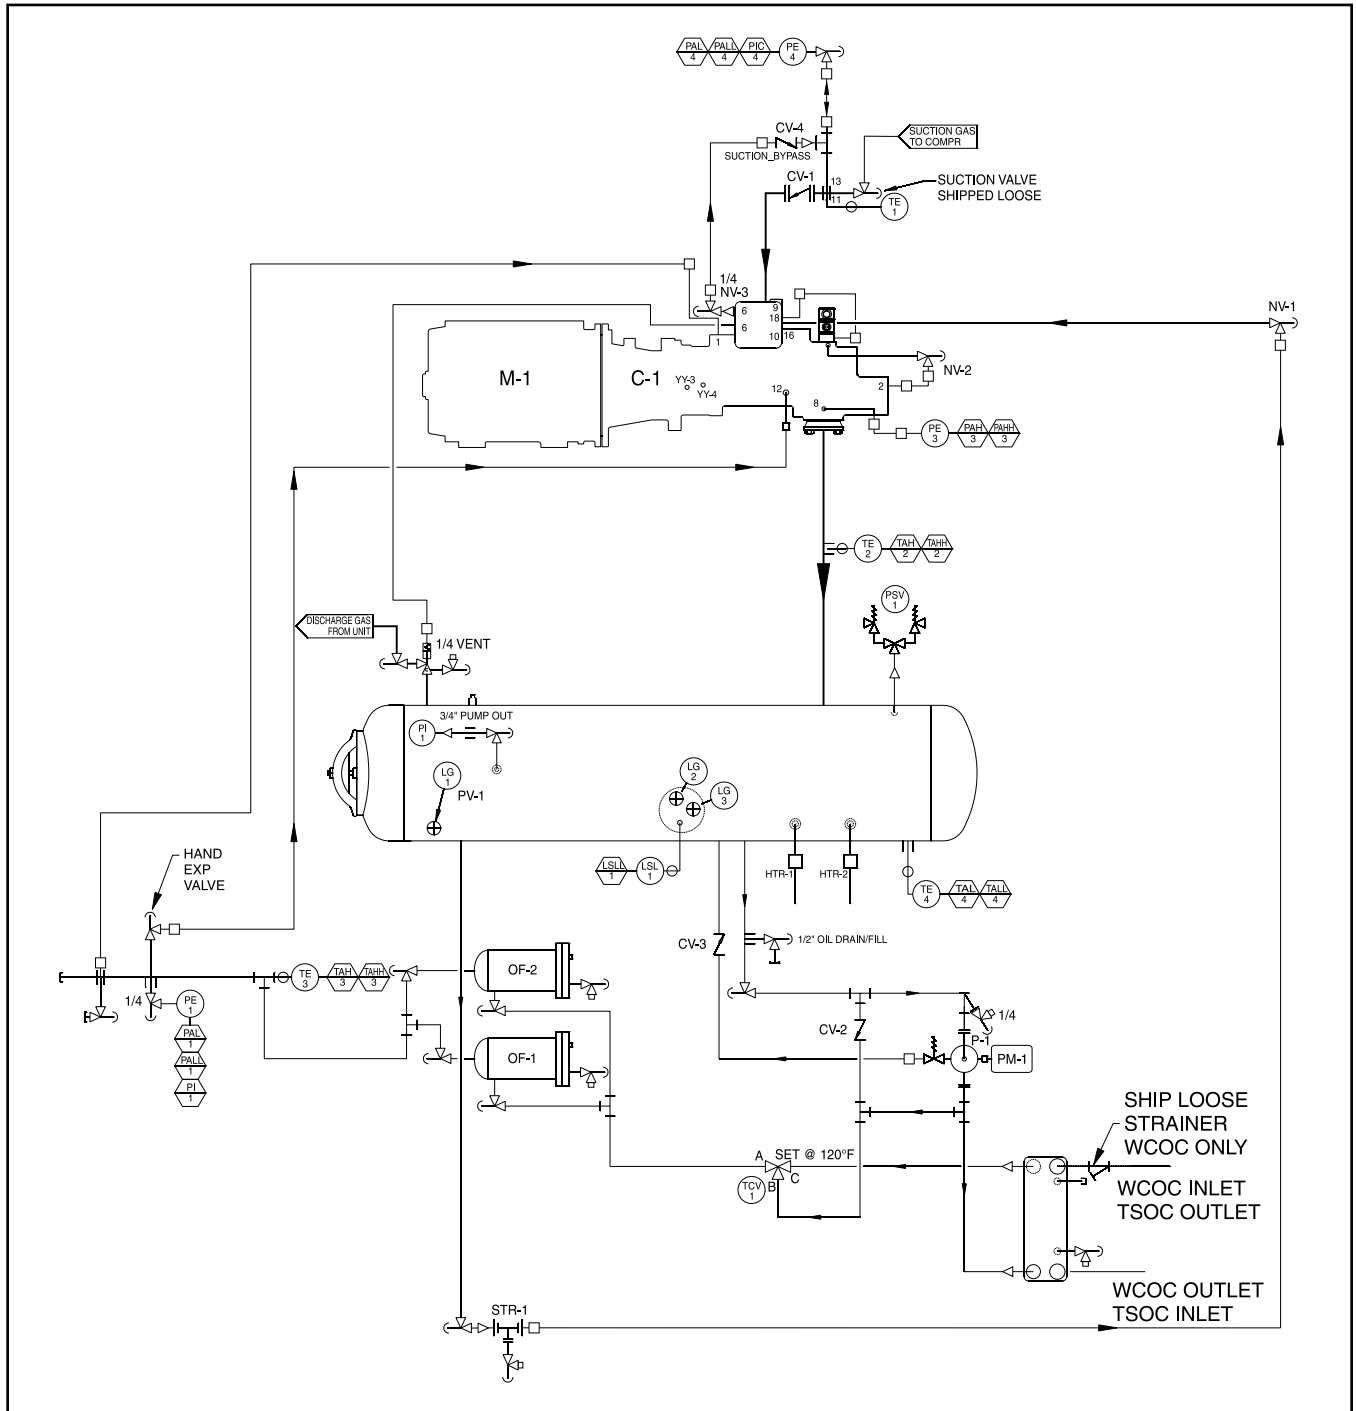 PAL
4
PALL
4
PIC
4
PE
4
CV-4
SUCTION_BYPASS
SUCTION GAS
TO COMPR
CV-1
13
11
SUCTION VALVE
SHIPPED LOOSE
TE
1
1/4
NV-3
NV-1
6
9
18
6
10
16
1
M-1
C-1
YY-3
YY-4
12
8
2
NV-2
PE
3
PAH
3
PAHH
3
TE
2
TAH
2
TAHH
2
PSV
1
DISCHARGE GAS
FROM UNIT
1/4 VENT
3/4" PUMP OUT
PI
1
LG
1
PV-1
LG
2
LG
3
HAND
EXP
VALVE
LSLL
1
LSL
1
HTR-1
HTR-2
TE
4
TAL
4
TALL
4
CV-3
1/2" OIL DRAIN/FILL
TE
3
TAH
3
TAHH
3
OF-2
1/4
PE
1
PAL
1
PALL
1
PI
1
OF-1
CV-2
1/4
P-1
PM-1
SHIP LOOSE
STRAINER
WCOC ONLY
A
SET @ 120°F
C
B
TCV
1
WCOC INLET
TSOC OUTLET
WCOC OUTLET
TSOC INLET
STR-1